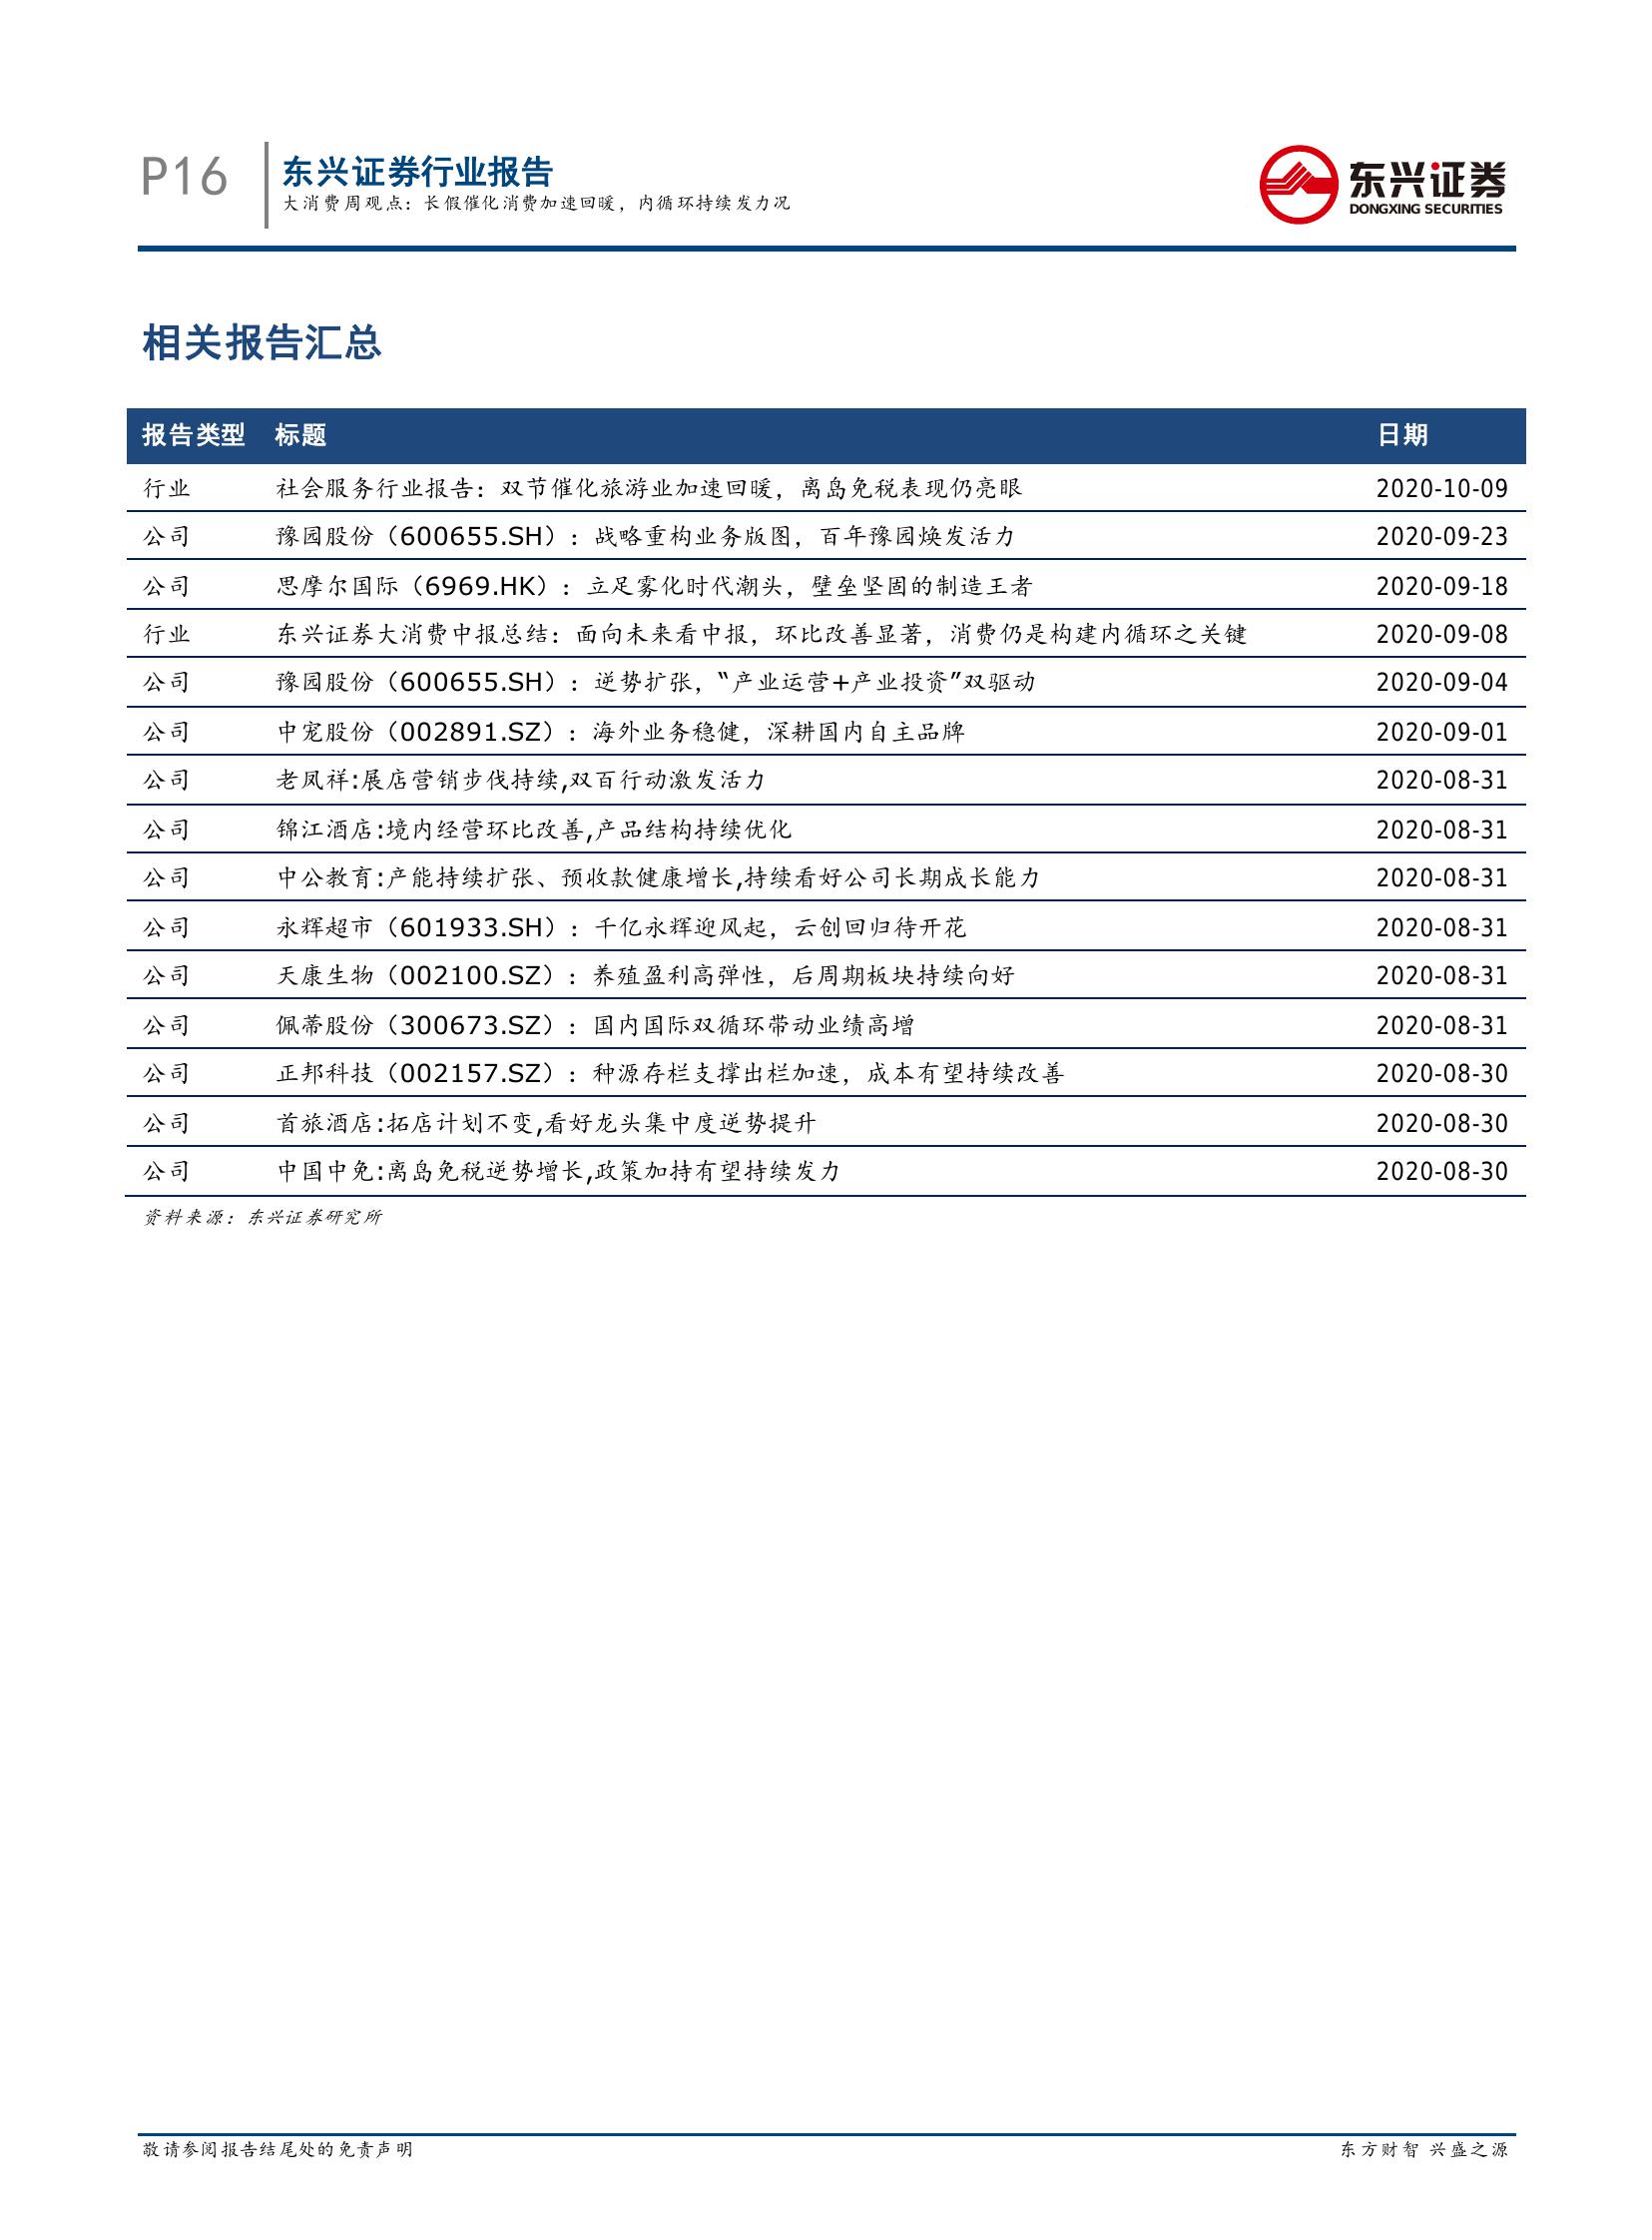 P16
东兴证券行业报告
大消费周观点：长假催化消费加速回暖，内循环持续发力况
东兴证券
DONGXING SECURITIES
相关报告汇总
报告类型 标题 日期
行业 社会服务行业报告：双节催化旅游业加速回暖，离岛免税表现仍亮眼 2020-10-09
公司 豫园股份（600655.SH）：战略重构业务版图，百年豫园焕发活力 2020-09-23
公司 思摩尔国际（6969.HK）：立足雾化时代潮头，壁垒坚固的制造王者 2020-09-18
行业 东兴证券大消费中报总结：面向未来看中报，环比改善显著，消费仍是构建内循环之关键 2020-09-08
公司 豫园股份（600655.SH）：逆势扩张，“产业运营+产业投资”双驱动 2020-09-04
公司 中宠股份（002891.SZ）：海外业务稳健，深耕国内自主品牌 2020-09-01
公司 老凤祥:展店营销步伐持续,双百行动激发活力 2020-08-31
公司 锦江酒店:境内经营环比改善,产品结构持续优化 2020-08-31
公司 中公教育:产能持续扩张、预收款健康增长,持续看好公司长期成长能力 2020-08-31
公司 永辉超市（601933.SH）：千亿永辉迎风起，云创回归待开花 2020-08-31
公司 天康生物（002100.SZ）：养殖盈利高弹性，后周期板块持续向好 2020-08-31
公司 佩蒂股份（300673.SZ）：国内国际双循环带动业绩高增 2020-08-31
公司 正邦科技（002157.SZ）：种源存栏支撑出栏加速，成本有望持续改善 2020-08-30
公司 首旅酒店:拓店计划不变,看好龙头集中度逆势提升 2020-08-30
公司 中国中免:离岛免税逆势增长,政策加持有望持续发力 2020-08-30
资料来源：东兴证券研究所
敬请参阅报告结尾处的免责声明 东方财智 兴盛之源